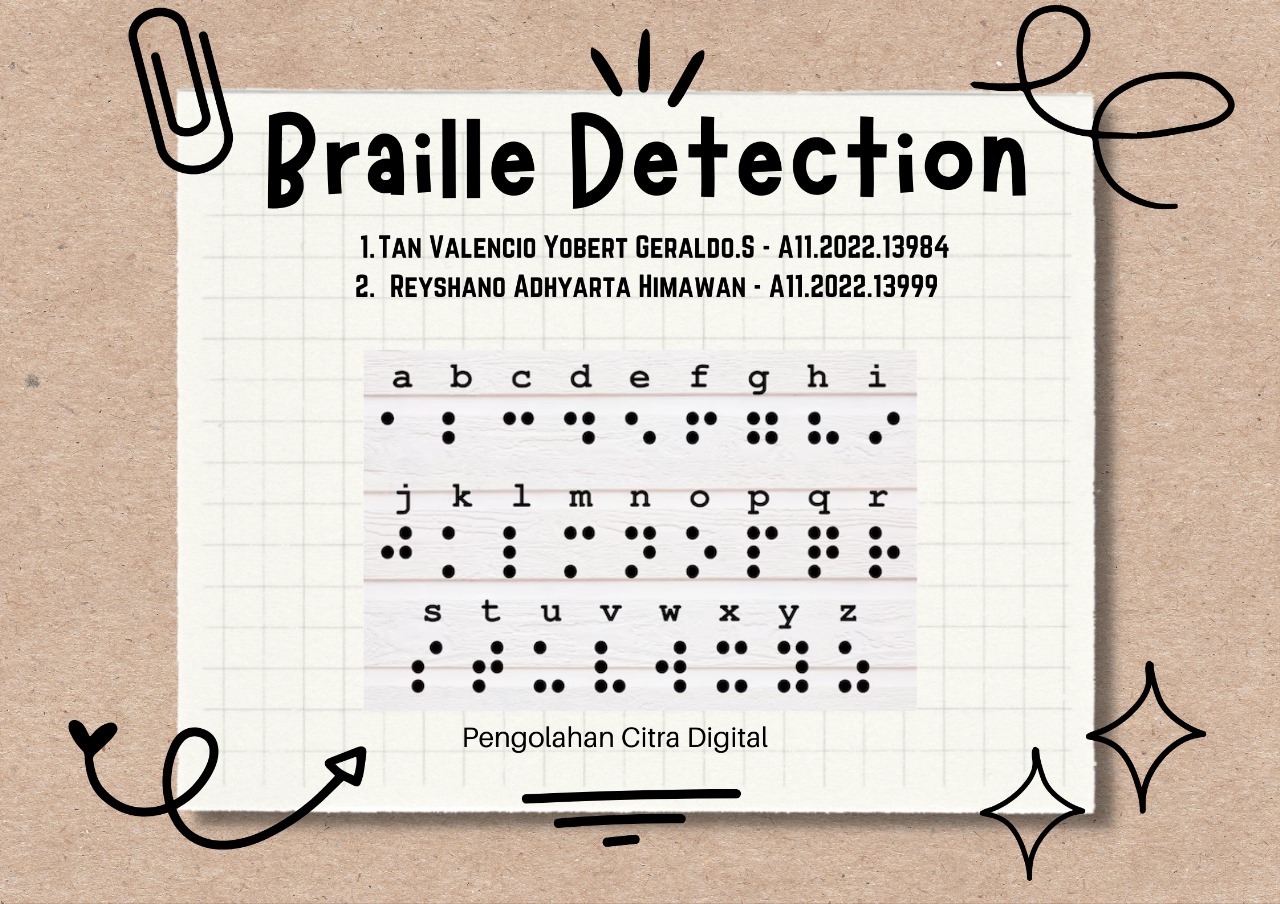 Braille Detection
1. Tan Valencio Yobert Geraldo.S - A11.2022.13984
2. Reyshano Adhyarta Himawan - A11.2022.13999
a b c d e f g h i
⠁ ⠃ ⠉ ⠙ ⠑ ⠋ ⠛ ⠓ ⠊
j k l m n o p q r
⠚ ⠅ ⠇ ⠍ ⠝ ⠕ ⠏ ⠟ ⠗
s t u v w x y z
⠎ ⠞ ⠥ ⠧ ⠺ ⠭ ⠽ ⠵
Pengolahan Citra Digital